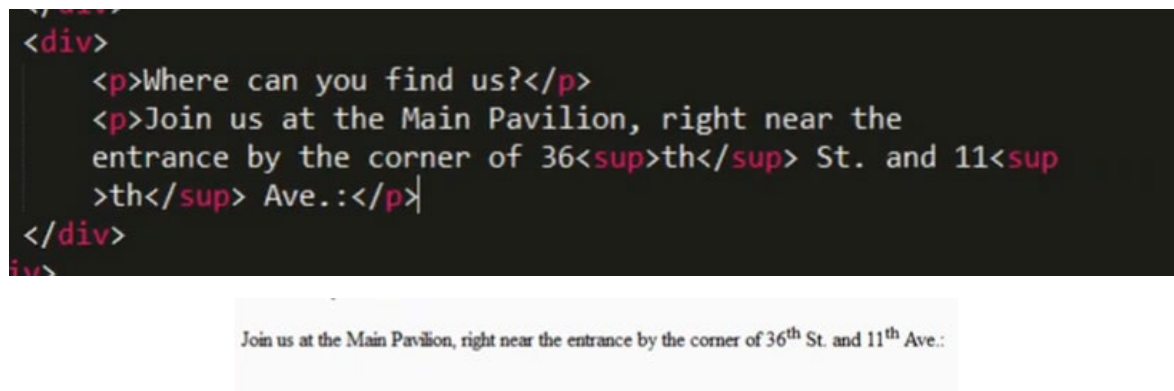 <div>
<p>Where can you find us?</p>
<p>Join us at the Main Pavilion, right near the
entrance by the corner of 36<sup>th</sup> St. and 11<sup
>th</sup> Ave.:</p>
</div>
Join us at the Main Pavilion, right near the entrance by the corner of 36th St. and 11th Ave.: